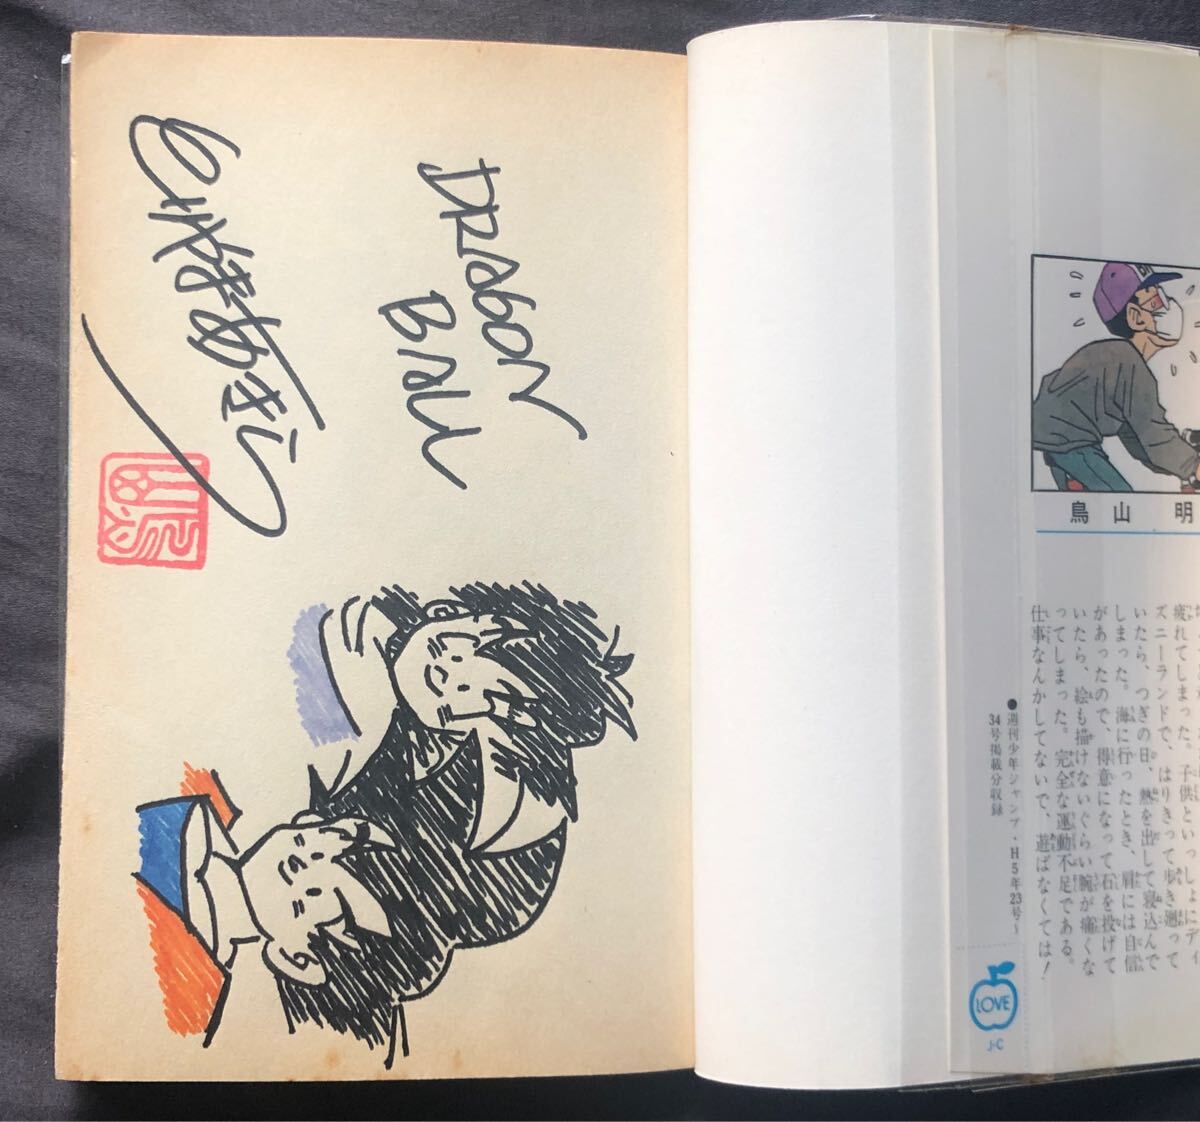 DRAGON
BALL
とりやまあきら
鳥山 明
疲れてしまった。子供といっしょにディ
ズニーランドで、はりきって歩き廻って
いたら、つぎの日、熱を出して寝込んで
しまった。海に行ったとき、肩には自信
があったので、得意になって石を投げて
いたら、絵も描けないぐらい腕が痛くな
ってしまった。完全な運動不足である。
仕事なんかしてないで、遊ばなくては!
●週刊少年ジャンプ・H5年23号〜
34号掲載分収録
LOVE
J・C